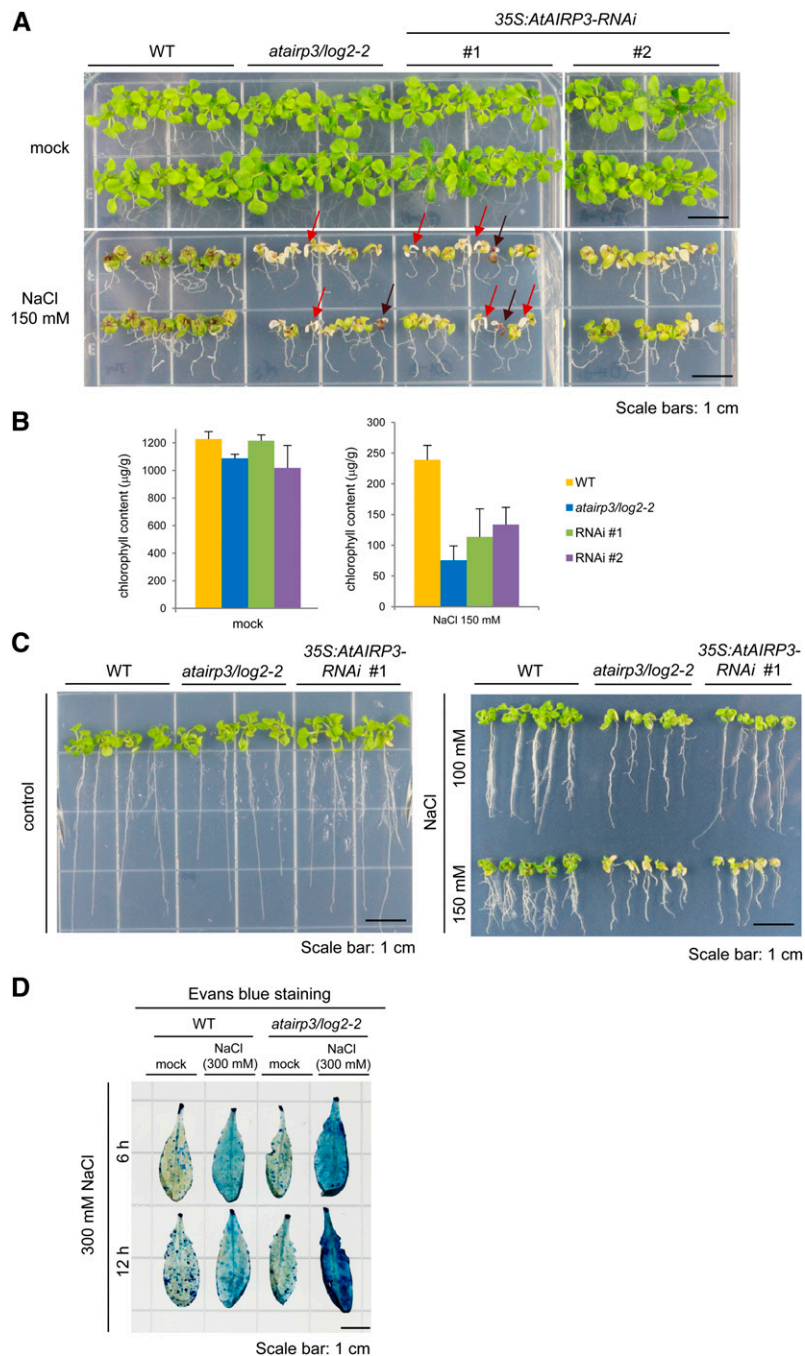 A
35S:AtAIRP3-RNAi
WT
atairp3/log2-2
#1
#2
mock
NaCl
150 mM
Scale bars: 1 cm
B
chlorophyll content (µg/g)
1200
1000
800
600
400
200
0
mock
chlorophyll content (µg/g)
300
250
200
150
100
50
0
NaCl 150 mM
WT
atairp3/log2-2
RNAi #1
RNAi #2
C
WT
atairp3/log2-2
35S:AtAIRP3-
RNAi #1
control
Scale bar: 1 cm
WT
atairp3/log2-2
35S:AtAIRP3-
RNAi #1
NaCl
100 mM
150 mM
Scale bar: 1 cm
D
Evans blue staining
WT
atairp3/log2-2
mock
NaCl
(300 mM)
mock
NaCl
(300 mM)
300 mM NaCl
6 h
12 h
Scale bar: 1 cm